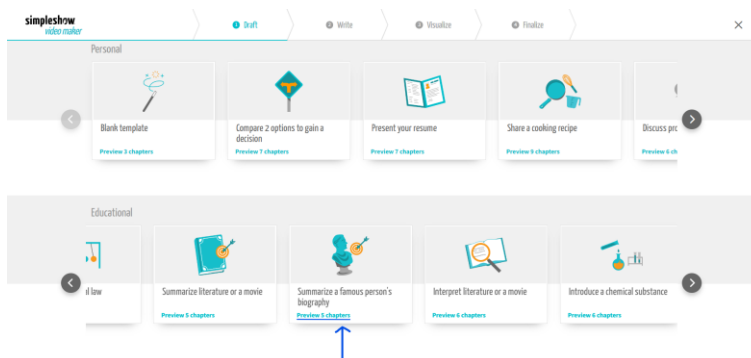 simpleshow
video maker
1 Draft
2 Write
3 Visualize
4 Finalize
Personal
Blank template
Preview 3 chapters
Compare 2 options to gain a
decision
Preview 7 chapters
Present your resume
Preview 7 chapters
Share a cooking recipe
Preview 9 chapters
Discuss pro
Preview 6 ch
Educational
al law
Summarize literature or a movie
Preview 5 chapters
Summarize a famous person's
biography
Preview 5 chapters
Interpret literature or a movie
Preview 6 chapters
Introduce a chemical substance
Preview 6 chapters